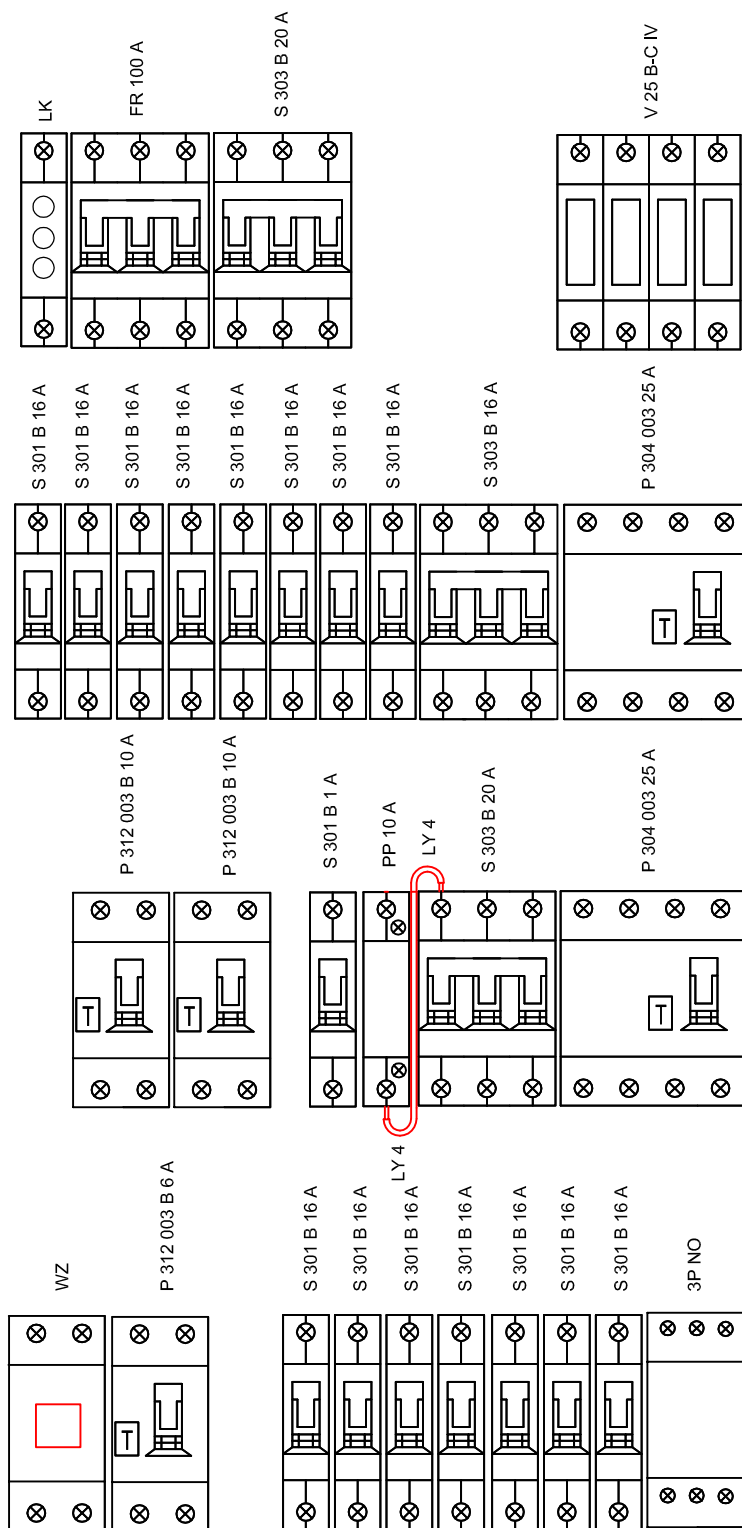 LK
FR 100 A
S 303 B 20 A
V 25 B-C IV
S 301 B 16 A
S 301 B 16 A
S 301 B 16 A
S 301 B 16 A
S 301 B 16 A
S 301 B 16 A
S 301 B 16 A
S 301 B 16 A
S 303 B 16 A
P 304 003 25 A
T
P 312 003 B 10 A
P 312 003 B 10 A
S 301 B 1 A
PP 10 A
LY 4
S 303 B 20 A
P 304 003 25 A
T
T
T
LY 4
WZ
P 312 003 B 6 A
S 301 B 16 A
S 301 B 16 A
S 301 B 16 A
S 301 B 16 A
S 301 B 16 A
S 301 B 16 A
S 301 B 16 A
3P NO
T